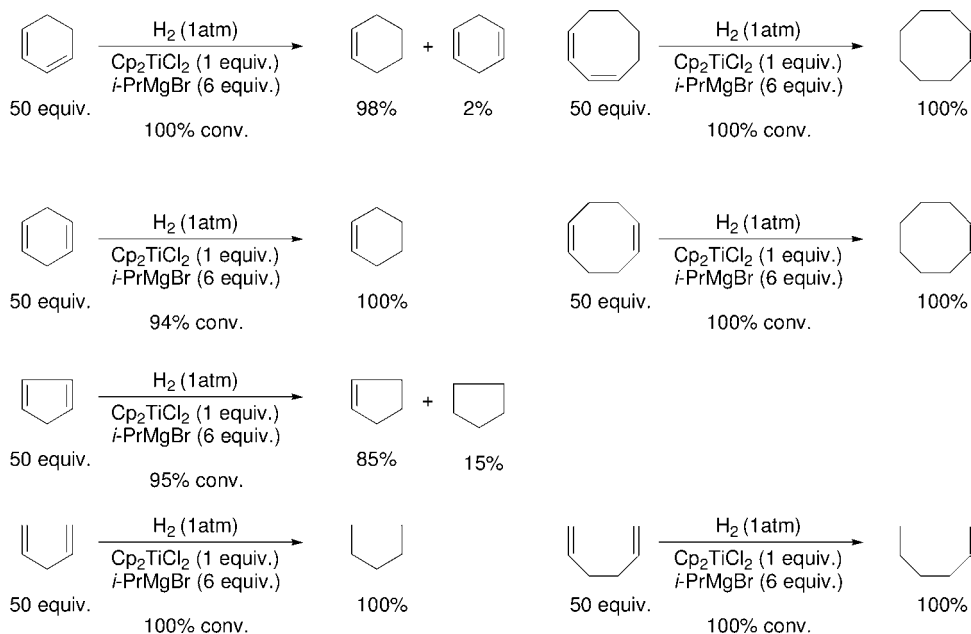 H₂ (1atm)
Cp₂TiCl₂ (1 equiv.)
i-PrMgBr (6 equiv.)
50 equiv.
100% conv.
+
98%
2%
H₂ (1atm)
Cp₂TiCl₂ (1 equiv.)
i-PrMgBr (6 equiv.)
50 equiv.
100% conv.
100%
H₂ (1atm)
Cp₂TiCl₂ (1 equiv.)
i-PrMgBr (6 equiv.)
50 equiv.
94% conv.
100%
H₂ (1atm)
Cp₂TiCl₂ (1 equiv.)
i-PrMgBr (6 equiv.)
50 equiv.
100% conv.
100%
H₂ (1atm)
Cp₂TiCl₂ (1 equiv.)
i-PrMgBr (6 equiv.)
50 equiv.
95% conv.
+
85%
15%
H₂ (1atm)
Cp₂TiCl₂ (1 equiv.)
i-PrMgBr (6 equiv.)
50 equiv.
100% conv.
100%
H₂ (1atm)
Cp₂TiCl₂ (1 equiv.)
i-PrMgBr (6 equiv.)
50 equiv.
100% conv.
100%